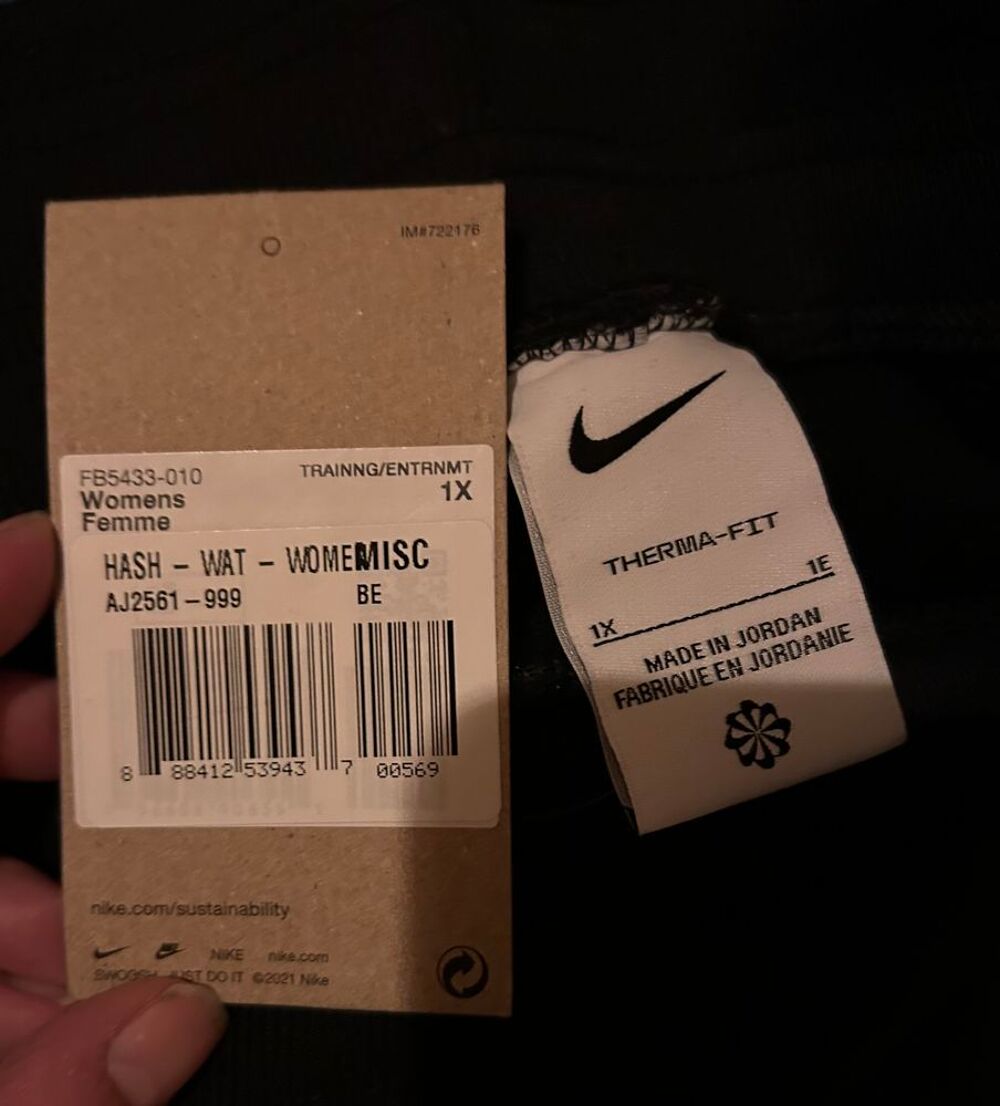 IM#722176
FB5433-010
TRAINNG/ENTRNMT
Womens
1X
Femme
HASH - WAT - WOMEMISC
AJ2561-999
BE
8 88412 53943 7 00569
nike.com/sustainability
NIKE nike.com
SWOOSH JUST DO IT ©2021 Nike
THERMA-FIT
1X 1E
MADE IN JORDAN
FABRIQUE EN JORDANIE